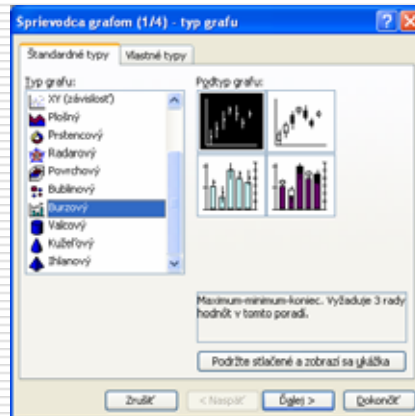 Sprievodca grafom (1/4) - typ grafu
Štandardné typy
Vlastné typy
Typ grafu:
XY (závislosť)
Plošný
Prstencový
Radarový
Povrchový
Bublinový
Burzový
Valcový
Kužeľový
Ihlanový
Podtyp grafu:
Maximum-minimum-koniec. Vyžaduje 3 rady
hodnôt v tomto poradí.
Podržte stlačené a zobrazí sa ukážka
Zrušiť
< Naspäť
Ďalej >
Dokončiť